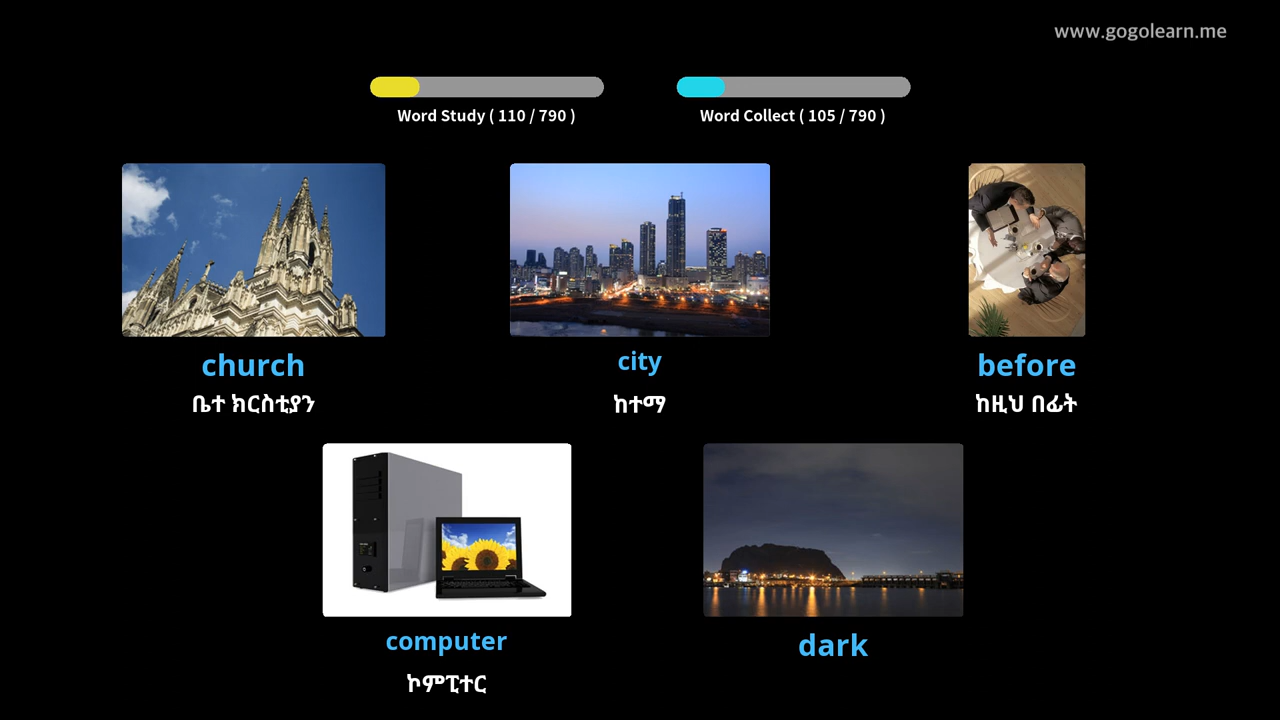 www.gogolearn.me
Word Study ( 110 / 790 )
Word Collect ( 105 / 790 )
church
city
before
ቤተ ክርስቲያን
ከተማ
ከዚህ በፊት
computer
dark
ኮምፒተር